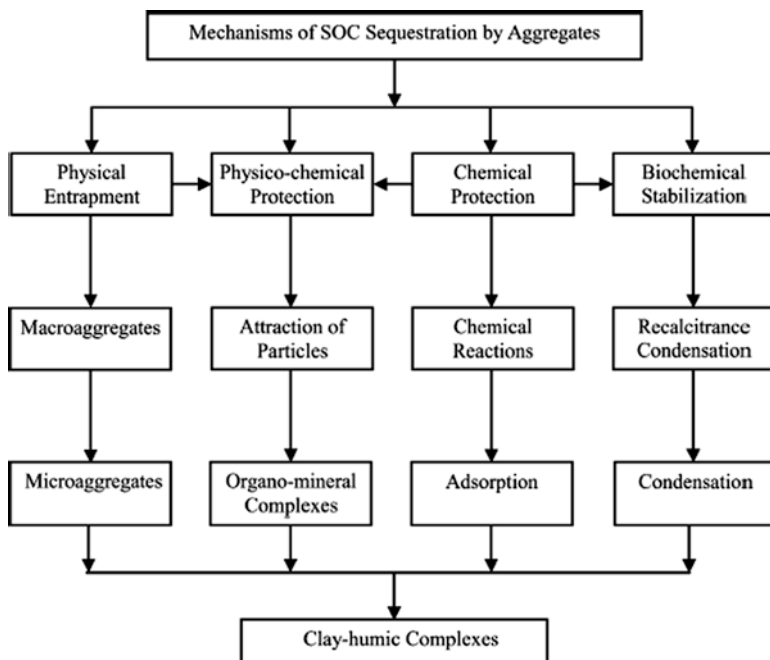 Mechanisms of SOC Sequestration by Aggregates
Physical
Entrapment
Physico-chemical
Protection
Chemical
Protection
Biochemical
Stabilization
Macroaggregates
Attraction of
Particles
Chemical
Reactions
Recalcitrance
Condensation
Microaggregates
Organo-mineral
Complexes
Adsorption
Condensation
Clay-humic Complexes